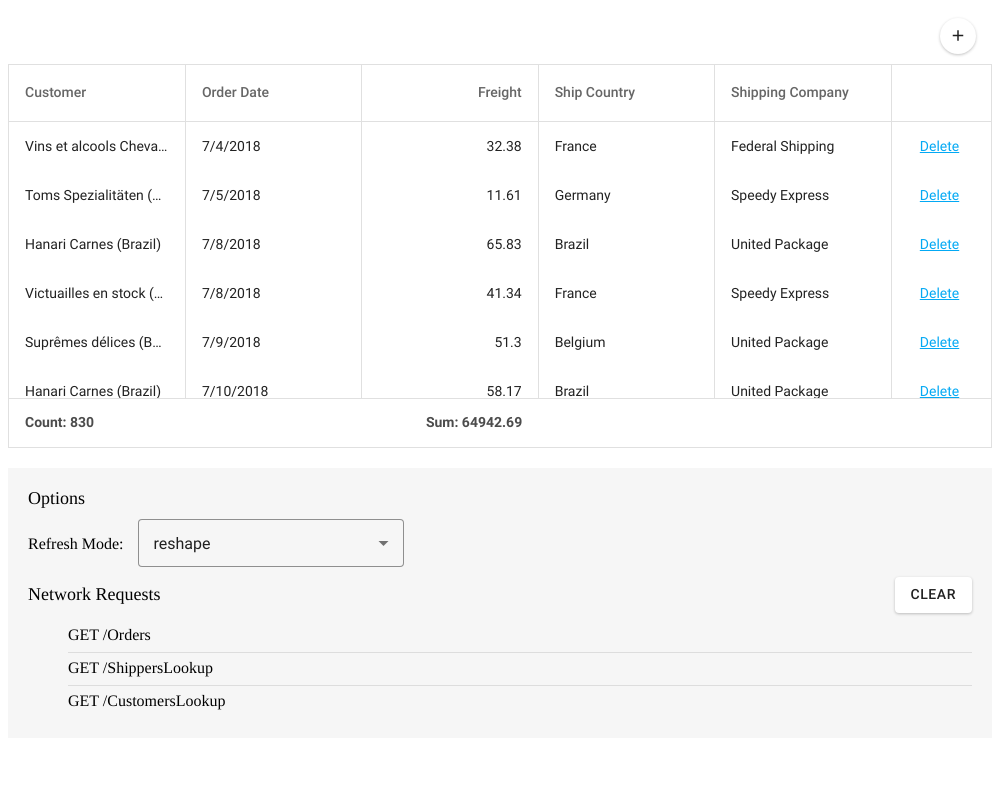 +
Customer Order Date Freight Ship Country Shipping Company
Vins et alcools Cheva... 7/4/2018 32.38 France Federal Shipping Delete
Toms Spezialitäten (... 7/5/2018 11.61 Germany Speedy Express Delete
Hanari Carnes (Brazil) 7/8/2018 65.83 Brazil United Package Delete
Victuailles en stock (... 7/8/2018 41.34 France Speedy Express Delete
Suprêmes délices (B... 7/9/2018 51.3 Belgium United Package Delete
Hanari Carnes (Brazil) 7/10/2018 58.17 Brazil United Package Delete
Count: 830 Sum: 64942.69
Options
Refresh Mode: reshape
Network Requests CLEAR
GET /Orders
GET /ShippersLookup
GET /CustomersLookup